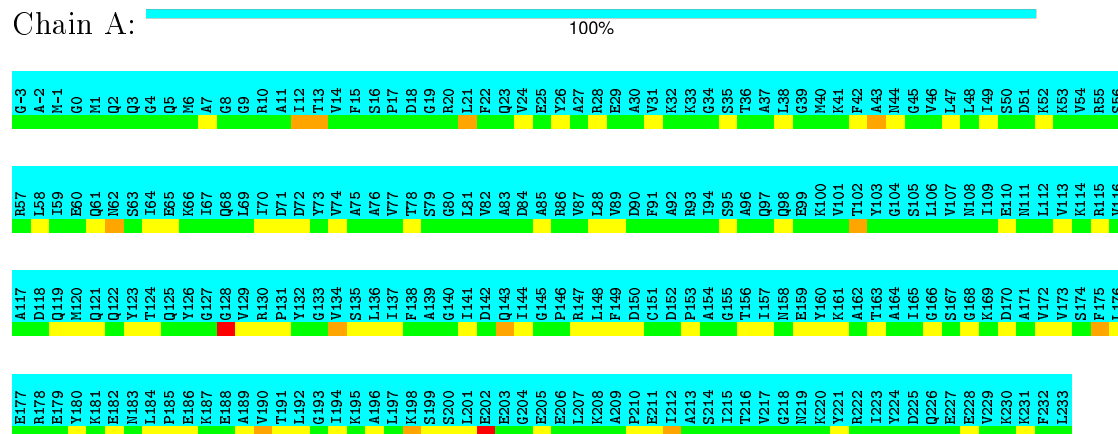 Chain A:
100%
G-3 A-2 M-1 G0 M1 Q2 Q3 G4 Q5 M6 A7 G8 G9 R10 A11 I12 T13 V14 F15 S16 P17 D18 G19 R20 L21 F22 Q23 V24 E25 Y26 A27 R28 E29 A30 V31 K32 K33 G34 S35 T36 A37 L38 G39 M40 K41 F42 A43 N44 G45 V46 L47 L48 I49 S50 D51 K52 K53 V54 R55 S56
R57 L58 I59 E60 Q61 N62 S63 I64 E65 K66 I67 Q68 L69 I70 D71 D72 Y73 V74 A75 A76 V77 T78 S79 G80 L81 V82 A83 D84 A85 R86 V87 L88 V89 D90 F91 A92 R93 I94 S95 A96 Q97 Q98 E99 K100 V101 T102 Y103 G104 S105 L106 V107 N108 I109 E110 N111 L112 V113 K114 R115
A117 D118 Q119 M120 Q121 Q122 Y123 T124 Q125 Y126 G127 G128 V129 R130 P131 Y132 G133 V134 S135 L136 I137 F138 A139 G140 I141 D142 Q143 I144 G145 P146 R147 L148 F149 D150 C151 D152 P153 A154 G155 T156 I157 N158 E159 Y160 K161 A162 T163 A164 I165 G166 S167 G168 K169 D170 A171 V172 V173 S174 F175 L176
E177 R178 E179 Y180 K181 E182 N183 L184 P185 E186 K187 E188 A189 V190 T191 L192 G193 I194 K195 A196 L197 K198 S199 S200 L201 E202 E203 G204 E205 E206 L207 K208 A209 P210 E211 I212 A213 S214 I215 T216 V217 G218 N219 K220 Y221 R222 I223 Y224 D225 Q226 E227 E228 V229 K230 K231 F232 L233